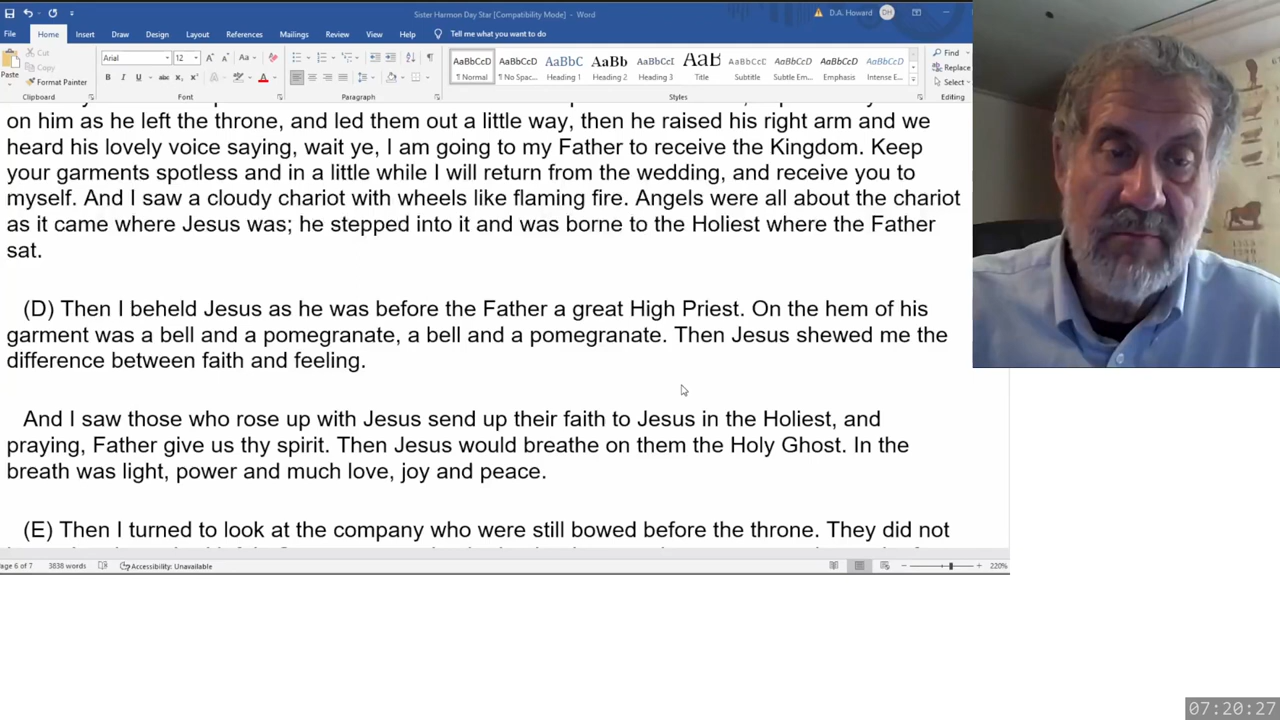 Sister Harmon Day Star [Compatibility Mode] - Word
D.A. Howard
DH
File Home Insert Draw Design Layout References Mailings Review View Help Tell me what you want to do
Cut
Copy
Paste
Format Painter
Arial 12
AaBbCcD AaBbCcD AaBbC AaBb AaBbCcI AaB AaBbCcD AaBbCcD AaBbCcD AaBbCcD
¶ Normal ¶ No Spac... Heading 1 Heading 2 Heading 3 Title Subtitle Subtle Em... Emphasis Intense E...
Find
Replace
Select
Clipboard Font Paragraph Styles Editing
on him as he left the throne, and led them out a little way, then he raised his right arm and we
heard his lovely voice saying, wait ye, I am going to my Father to receive the Kingdom. Keep
your garments spotless and in a little while I will return from the wedding, and receive you to
myself. And I saw a cloudy chariot with wheels like flaming fire. Angels were all about the chariot
as it came where Jesus was; he stepped into it and was borne to the Holiest where the Father
sat.
(D) Then I beheld Jesus as he was before the Father a great High Priest. On the hem of his
garment was a bell and a pomegranate, a bell and a pomegranate. Then Jesus shewed me the
difference between faith and feeling.
And I saw those who rose up with Jesus send up their faith to Jesus in the Holiest, and
praying, Father give us thy spirit. Then Jesus would breathe on them the Holy Ghost. In the
breath was light, power and much love, joy and peace.
(E) Then I turned to look at the company who were still bowed before the throne. They did not
age 6 of 7 3838 words Accessibility: Unavailable 220%
07:20:27